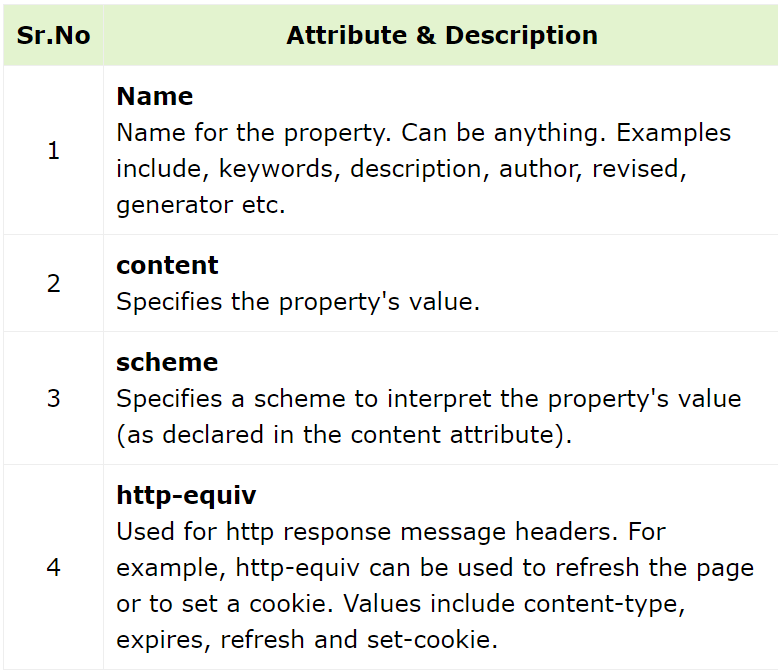 Sr.No Attribute & Description
1
Name
Name for the property. Can be anything. Examples
include, keywords, description, author, revised,
generator etc.
2
content
Specifies the property's value.
3
scheme
Specifies a scheme to interpret the property's value
(as declared in the content attribute).
4
http-equiv
Used for http response message headers. For
example, http-equiv can be used to refresh the page
or to set a cookie. Values include content-type,
expires, refresh and set-cookie.